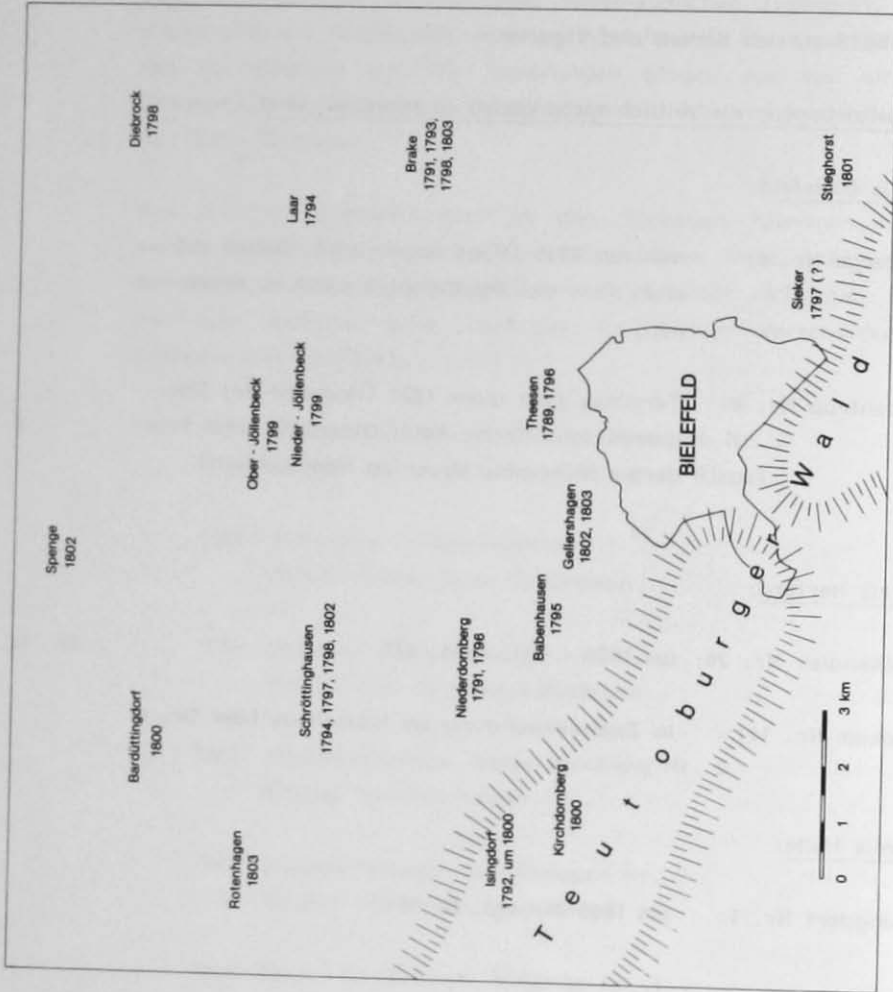 Spenge
1802
Bardüttingdorf
1800
Diebrock
1798
Rotenhagen
1803
Ober - Jöllenbeck
1799
Nieder - Jöllenbeck
1799
Laar
1794
Schröttinghausen
1794, 1797, 1798, 1802
Brake
1791, 1793,
1798, 1803
Niederdornberg
1791, 1796
Isingdorf
1792, um 1800
Theesen
1789, 1796
Babenhausen
1795
Kirchdornberg
1800
Gellershagen
1802, 1803
BIELEFELD
Teutoburger Wald
Sieker
1797 (?)
Stieghorst
1801
0 1 2 3 km